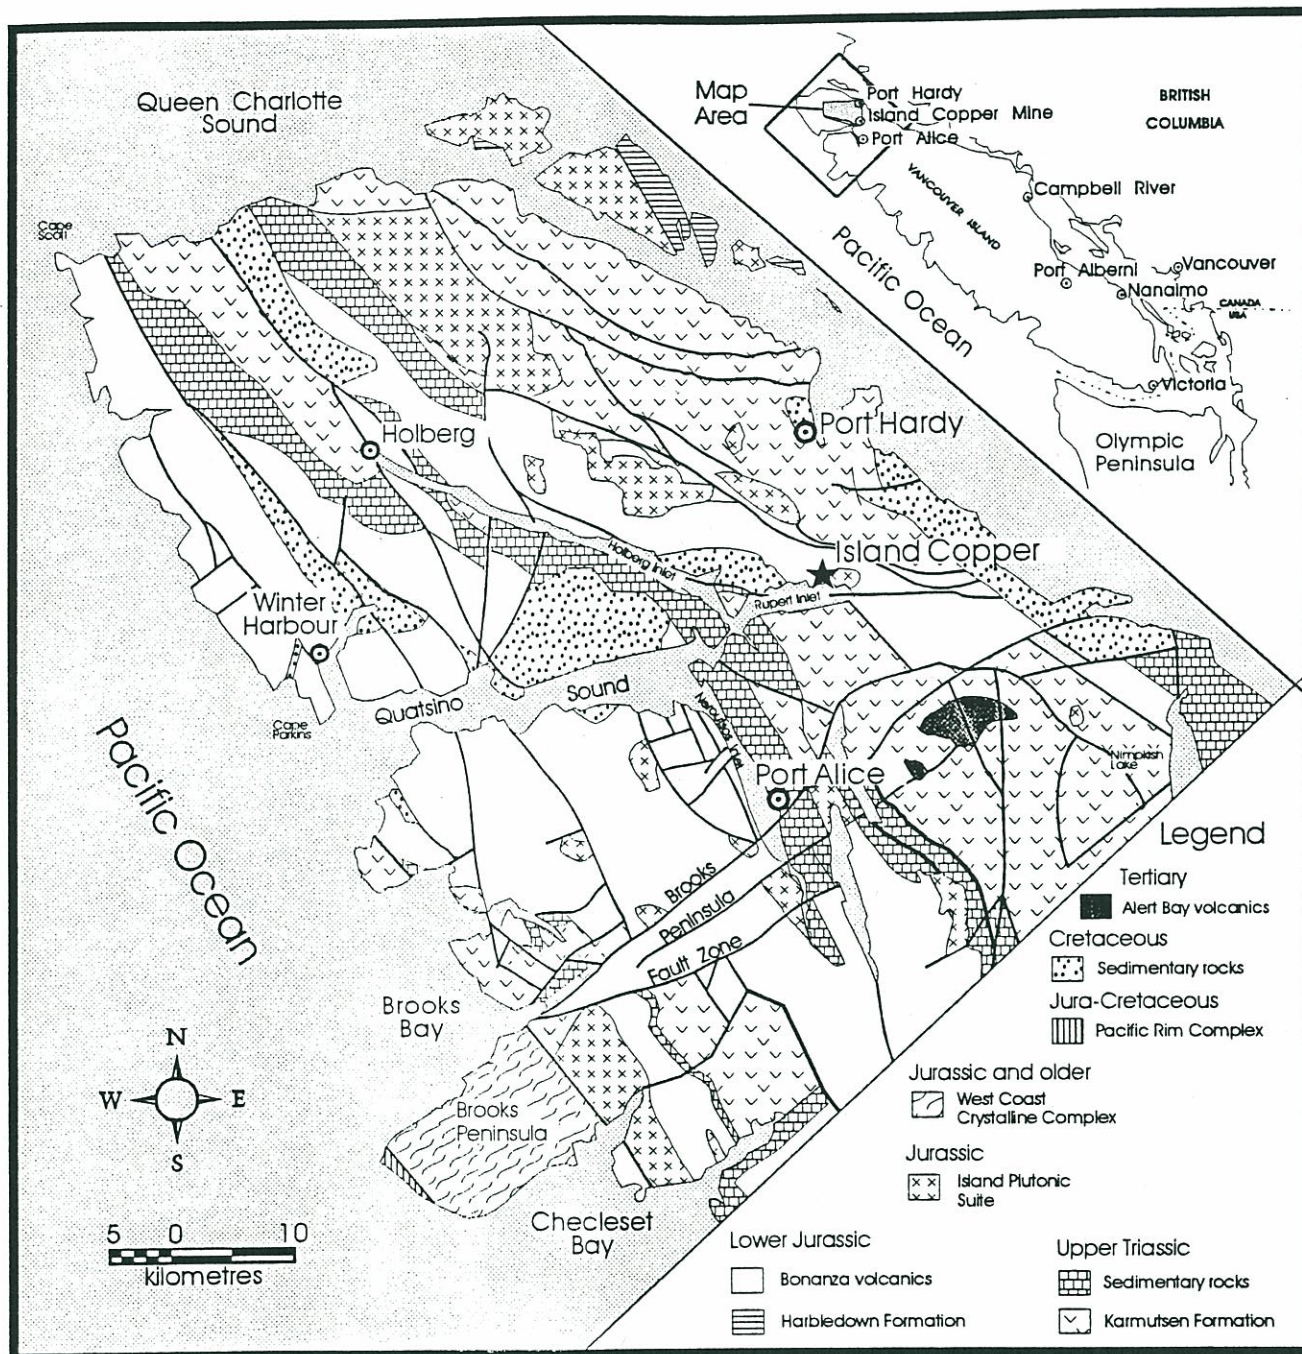 Queen Charlotte
Sound
Cape
Scott
Map
Area
Port Hardy
Island Copper Mine
Port Alice
BRITISH
COLUMBIA
VANCOUVER ISLAND
Campbell River
Pacific Ocean
Port Alberni
Vancouver
Nanaimo
CANADA
USA
Victoria
Olympic
Peninsula
Holberg
Port Hardy
Island Copper
Holberg Inlet
Rupert Inlet
Winter
Harbour
Quatsino
Sound
Neroutsos Inlet
Cape
Parkins
Pacific Ocean
Port Alice
Nimpkish
Lake
Brooks
Peninsula
Fault Zone
Brooks
Bay
Brooks
Peninsula
Checleset
Bay
N
W
E
S
5 0 10
kilometres
Legend
Tertiary
Alert Bay volcanics
Cretaceous
Sedimentary rocks
Jura-Cretaceous
Pacific Rim Complex
Jurassic and older
West Coast
Crystalline Complex
Jurassic
Island Plutonic
Suite
Lower Jurassic
Bonanza volcanics
Harbledown Formation
Upper Triassic
Sedimentary rocks
Karmutsen Formation